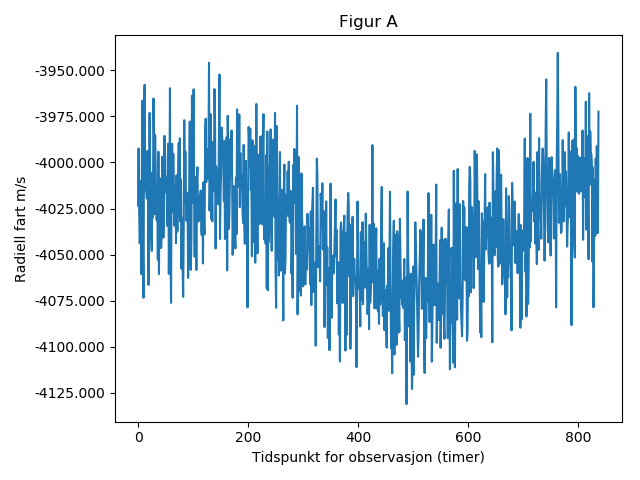 Figur A
-3950.000
-3975.000
-4000.000
-4025.000
-4050.000
-4075.000
-4100.000
-4125.000
Radiell fart m/s
0 200 400 600 800
Tidspunkt for observasjon (timer)